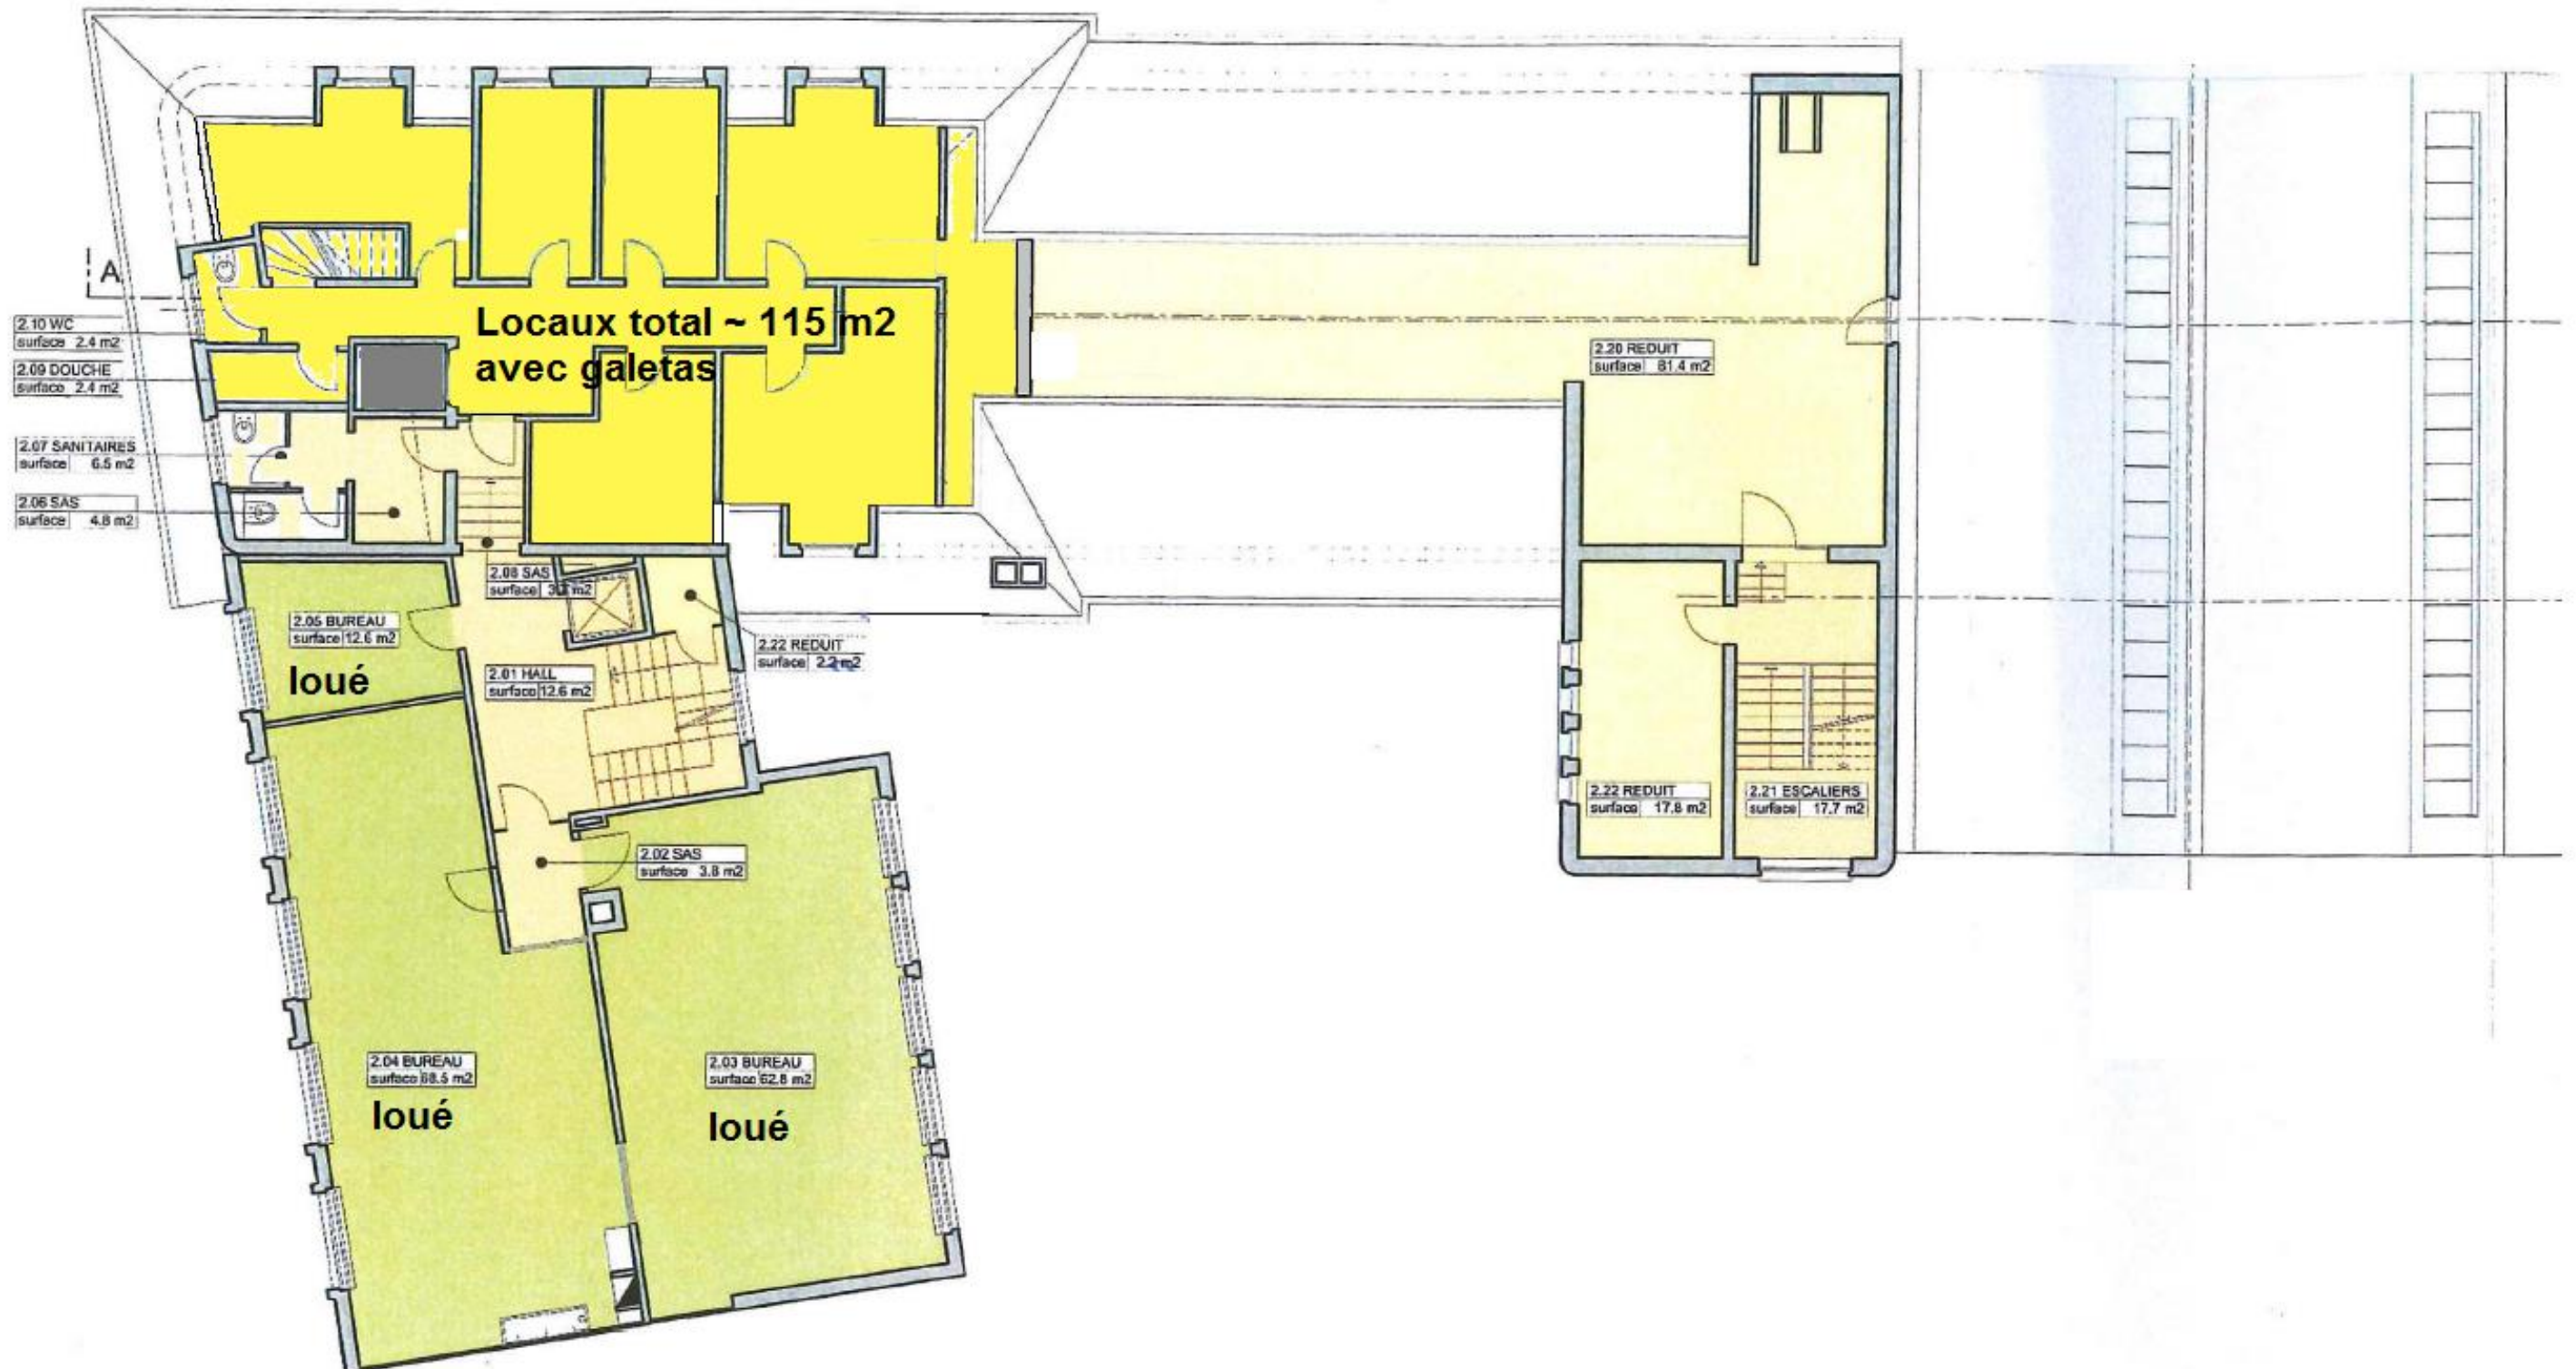 A
Locaux total ~ 115 m2
avec galetas
2.10 WC
surface 2.4 m2
2.09 DOUCHE
surface 2.4 m2
2.07 SANITAIRES
surface 6.5 m2
2.06 SAS
surface 4.8 m2
2.20 REDUIT
surface 81.4 m2
2.08 SAS
surface m2
2.05 BUREAU
surface 12.6 m2
loué
2.22 REDUIT
surface 2.2 m2
2.01 HALL
surface 12.6 m2
2.22 REDUIT
surface 17.8 m2
2.21 ESCALIERS
surface 17.7 m2
2.02 SAS
surface 3.8 m2
2.04 BUREAU
surface 68.5 m2
loué
2.03 BUREAU
surface 62.8 m2
loué